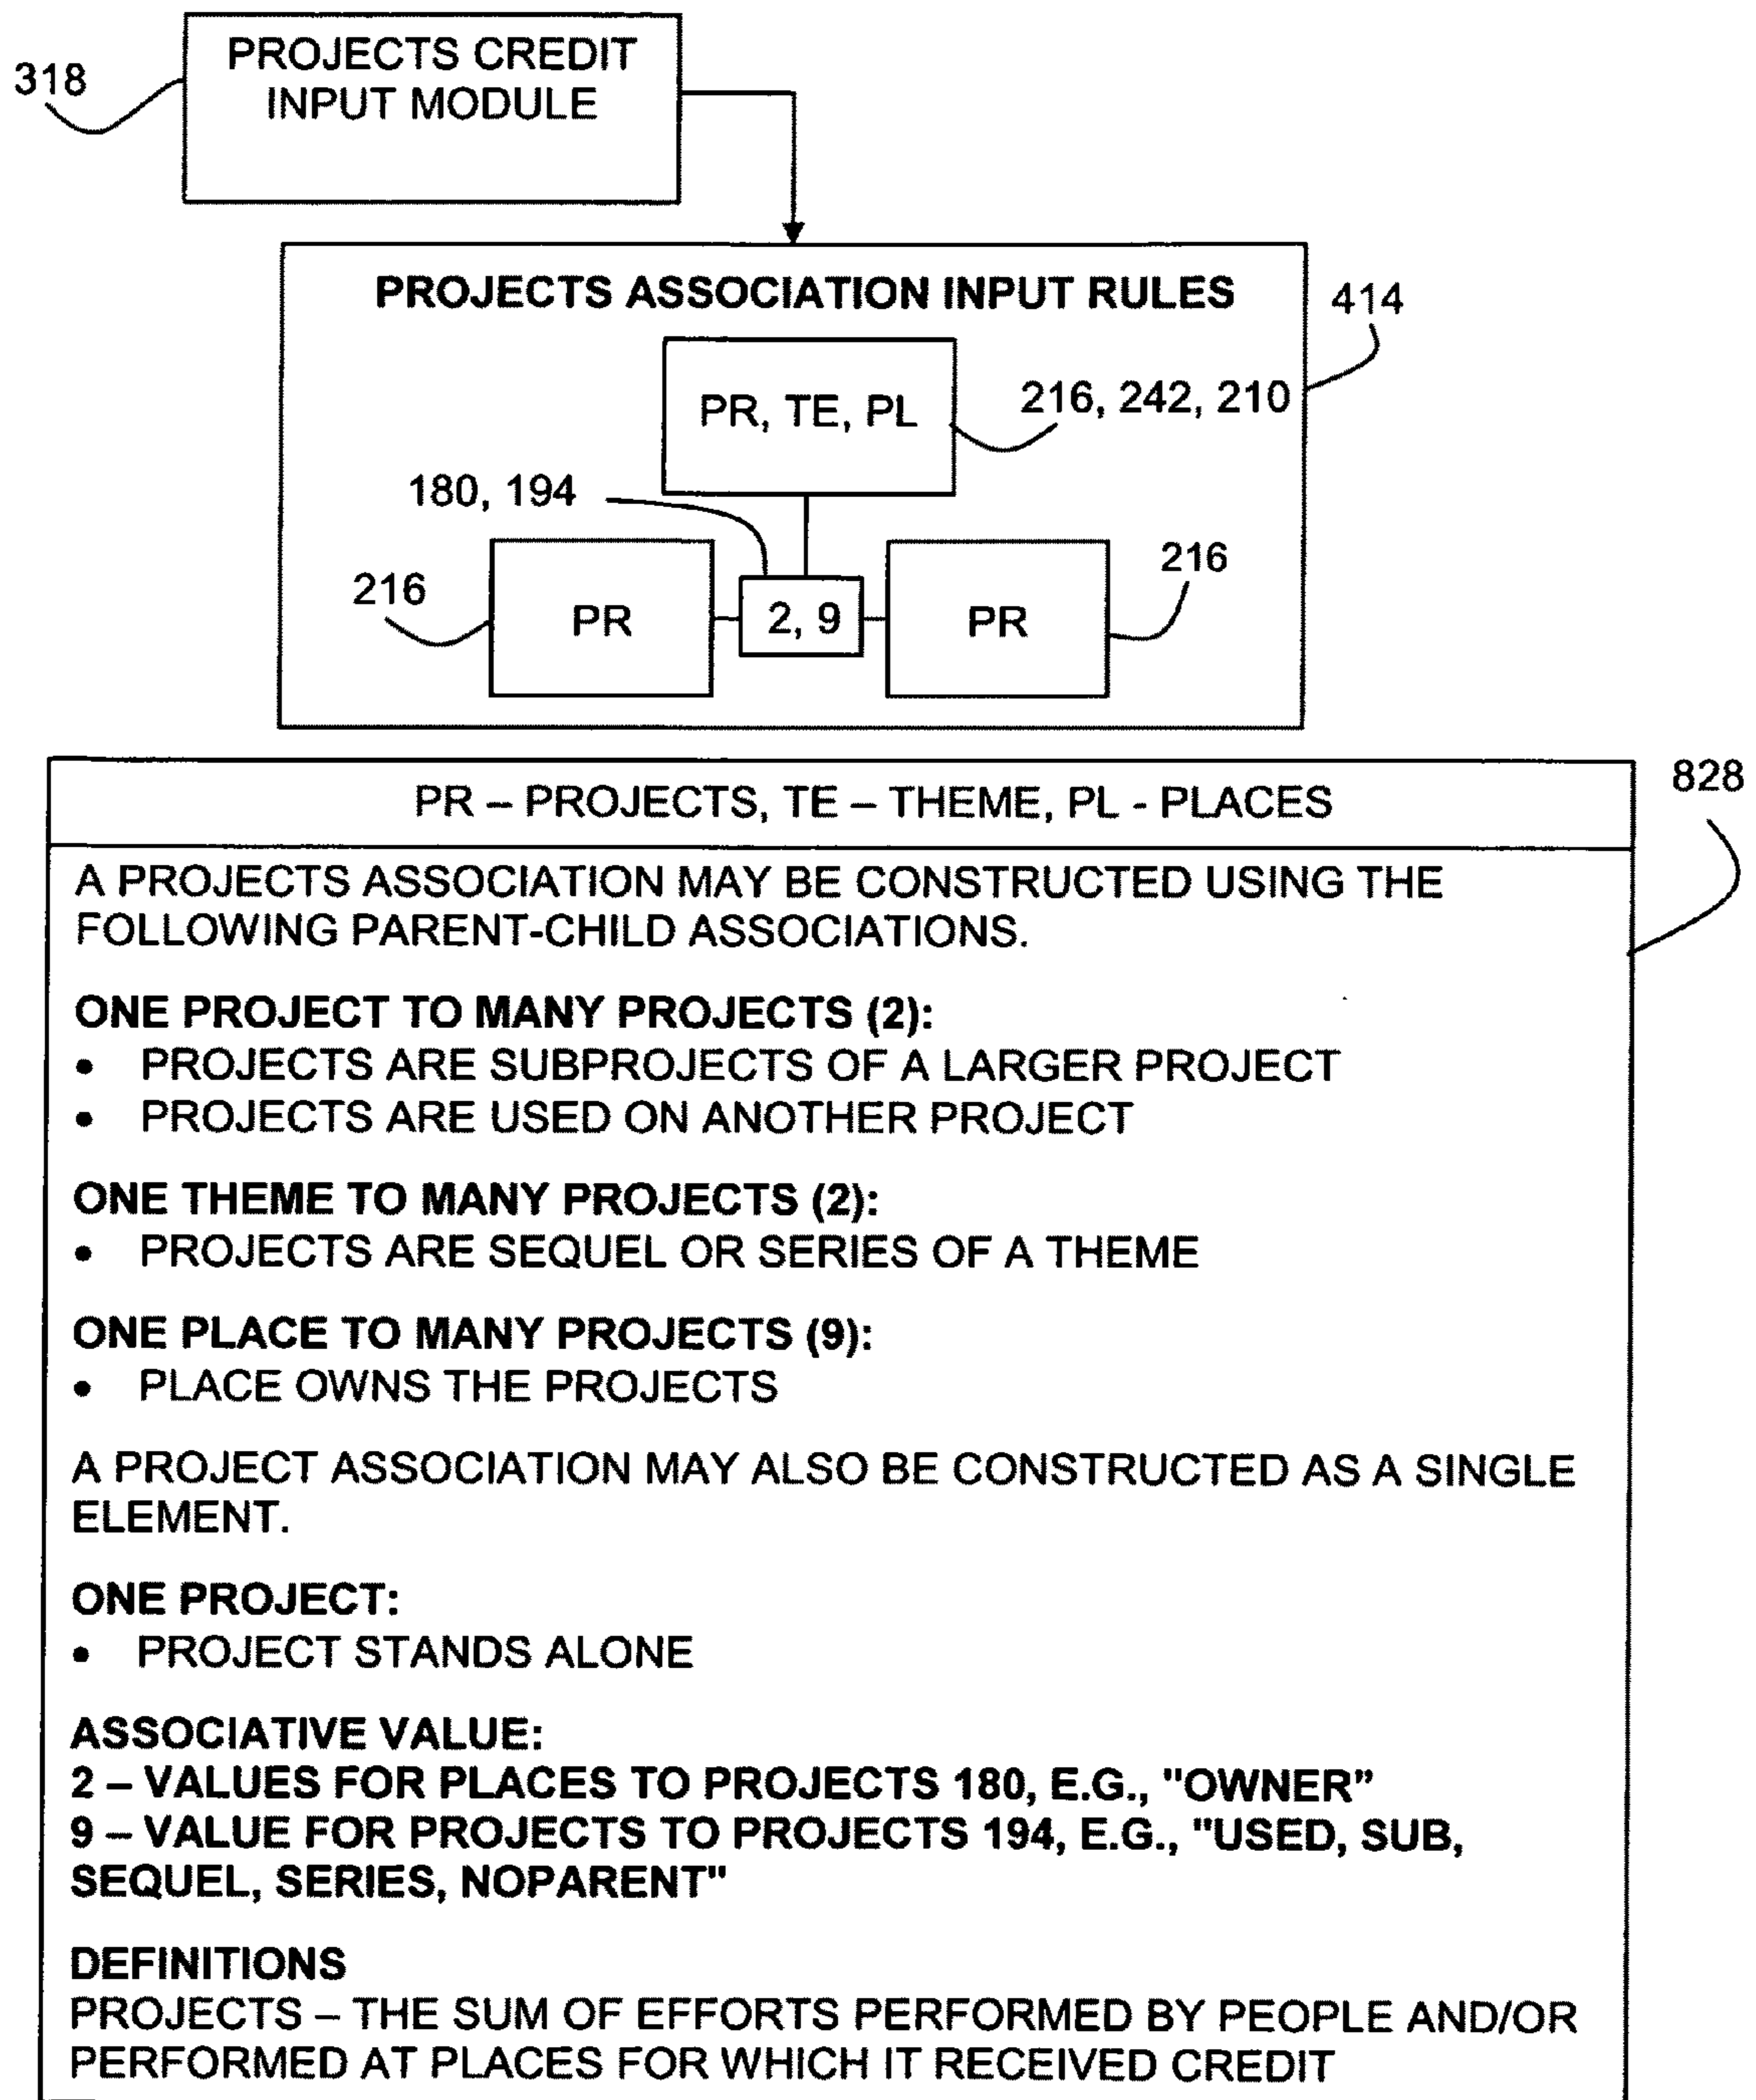 PROJECTS CREDIT
INPUT MODULE
318
PROJECTS ASSOCIATION INPUT RULES
414
PR, TE, PL
216, 242, 210
180, 194
216
PR
2, 9
PR
216
828
PR – PROJECTS, TE – THEME, PL - PLACES
A PROJECTS ASSOCIATION MAY BE CONSTRUCTED USING THE
FOLLOWING PARENT-CHILD ASSOCIATIONS.
ONE PROJECT TO MANY PROJECTS (2):
• PROJECTS ARE SUBPROJECTS OF A LARGER PROJECT
• PROJECTS ARE USED ON ANOTHER PROJECT
ONE THEME TO MANY PROJECTS (2):
• PROJECTS ARE SEQUEL OR SERIES OF A THEME
ONE PLACE TO MANY PROJECTS (9):
• PLACE OWNS THE PROJECTS
A PROJECT ASSOCIATION MAY ALSO BE CONSTRUCTED AS A SINGLE
ELEMENT.
ONE PROJECT:
• PROJECT STANDS ALONE
ASSOCIATIVE VALUE:
2 – VALUES FOR PLACES TO PROJECTS 180, E.G., "OWNER”
9 – VALUE FOR PROJECTS TO PROJECTS 194, E.G., "USED, SUB,
SEQUEL, SERIES, NOPARENT"
DEFINITIONS
PROJECTS – THE SUM OF EFFORTS PERFORMED BY PEOPLE AND/OR
PERFORMED AT PLACES FOR WHICH IT RECEIVED CREDIT